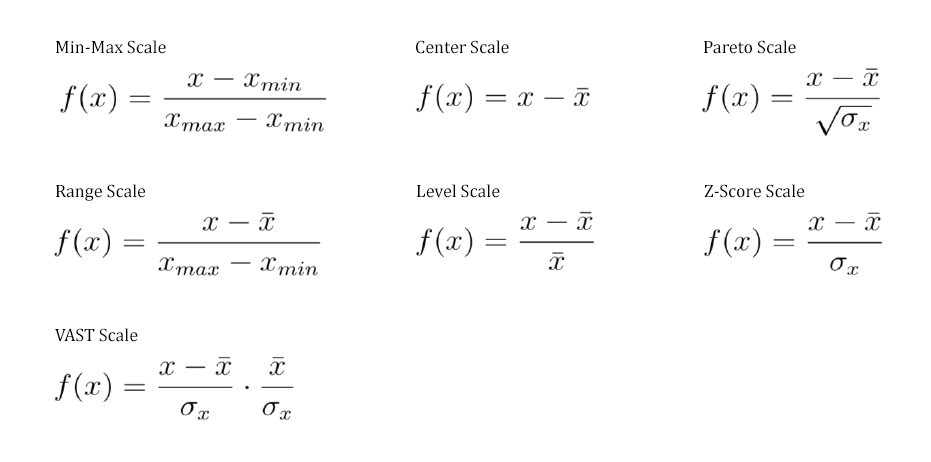 Min-Max Scale
f(x) = \frac{x - x_{min}}{x_{max} - x_{min}}
Center Scale
f(x) = x - \bar{x}
Pareto Scale
f(x) = \frac{x - \bar{x}}{\sqrt{\sigma_x}}
Range Scale
f(x) = \frac{x - \bar{x}}{x_{max} - x_{min}}
Level Scale
f(x) = \frac{x - \bar{x}}{\bar{x}}
Z-Score Scale
f(x) = \frac{x - \bar{x}}{\sigma_x}
VAST Scale
f(x) = \frac{x - \bar{x}}{\sigma_x} \cdot \frac{\bar{x}}{\sigma_x}